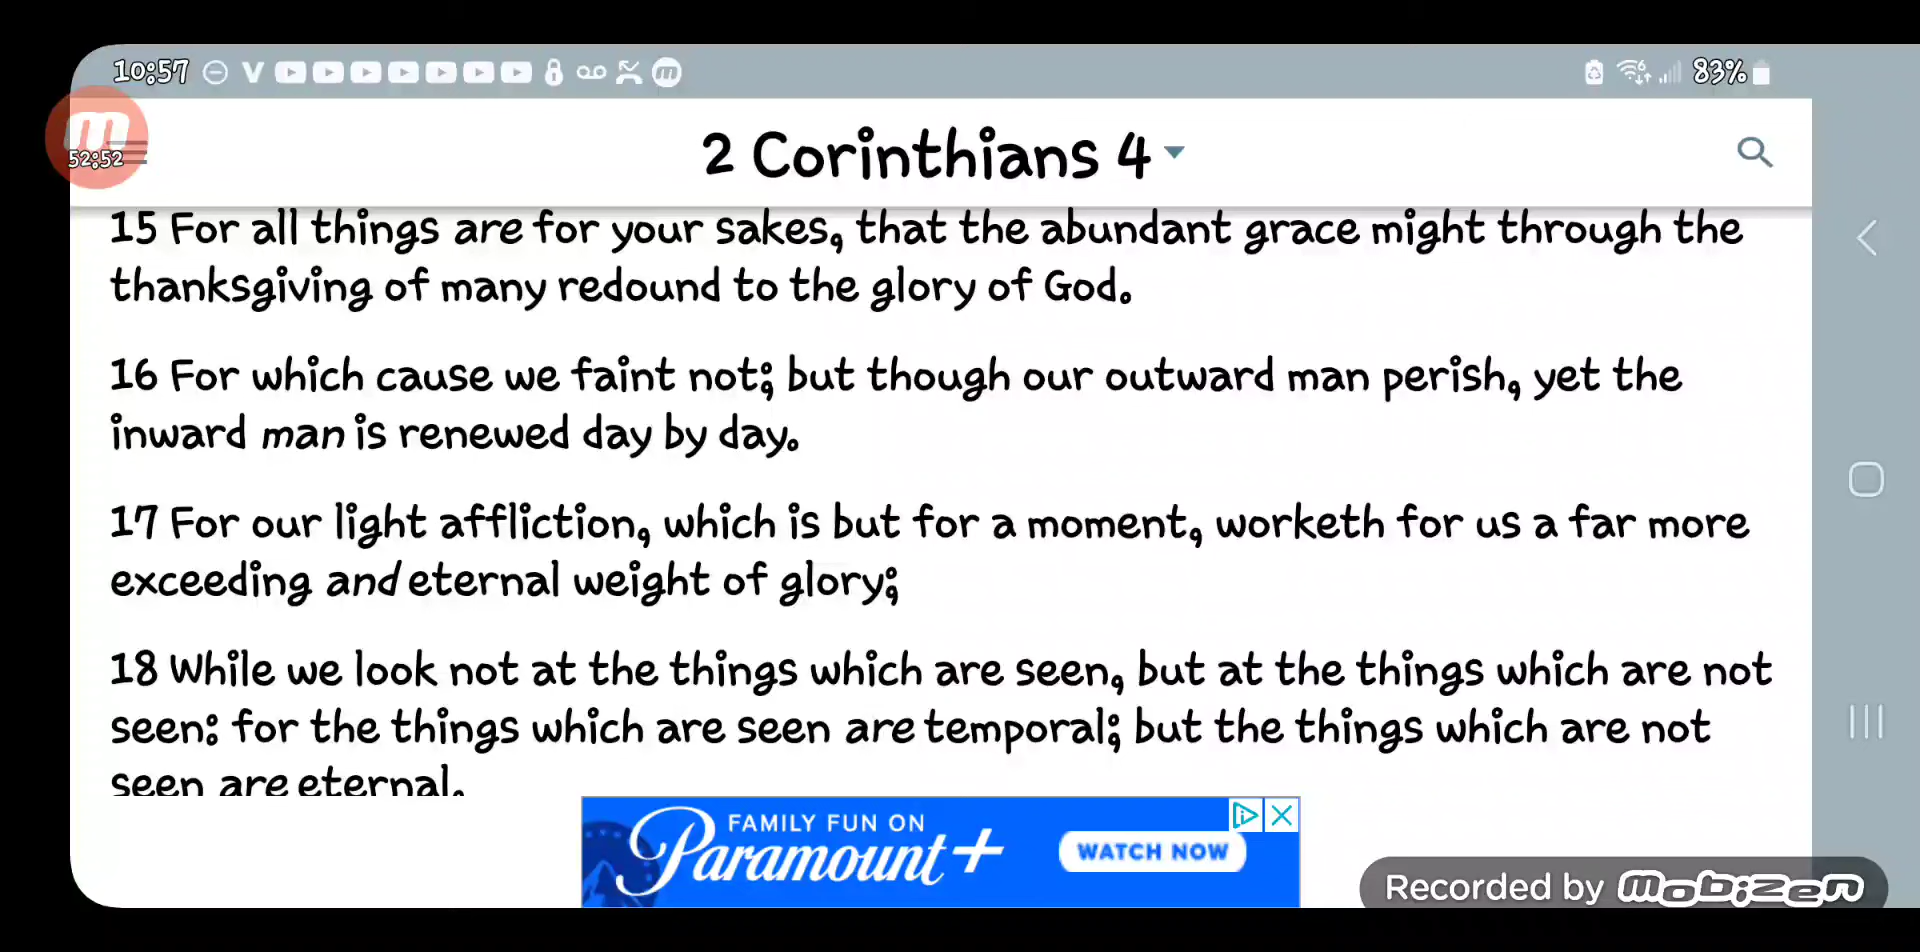 10:57 83%
52:52
2 Corinthians 4
15 For all things are for your sakes, that the abundant grace might through the
thanksgiving of many redound to the glory of God.
16 For which cause we faint not; but though our outward man perish, yet the
inward man is renewed day by day.
17 For our light affliction, which is but for a moment, worketh for us a far more
exceeding and eternal weight of glory;
18 While we look not at the things which are seen, but at the things which are not
seen: for the things which are seen are temporal; but the things which are not
seen are eternal.
FAMILY FUN ON
Paramount+
WATCH NOW
Recorded by mobizen